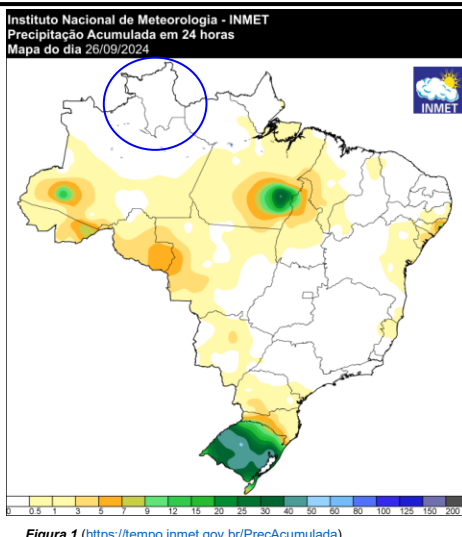 Instituto Nacional de Meteorologia - INMET
Precipitação Acumulada em 24 horas
Mapa do dia 26/09/2024
INMET
0 0.5 1 3 5 7 9 12 15 20 25 30 40 50 60 80 100 125 150 200
Figura 1 (https://tempo.inmet.gov.br/PrecAcumulada)